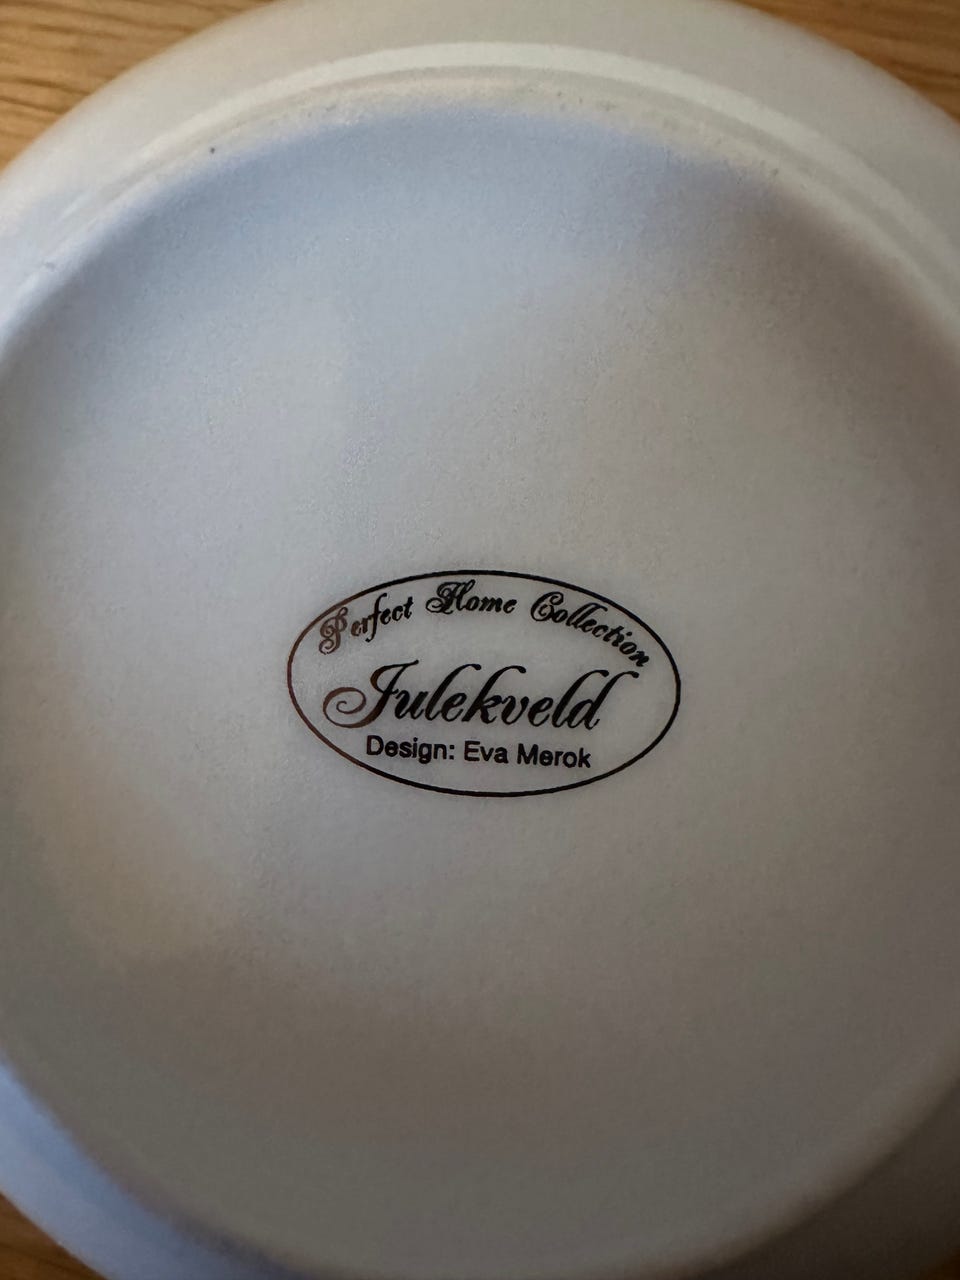 Perfect Home Collection
Julekveld
Design: Eva Merok